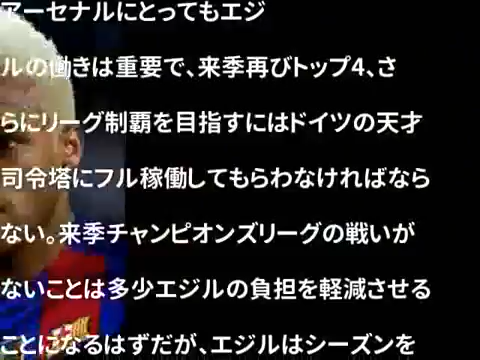 アーセナルにとってもエジ
ルの働きは重要で、来季再びトップ4、さ
らにリーグ制覇を目指すにはドイツの天才
司令塔にフル稼働してもらわなければなら
ない。来季チャンピオンズリーグの戦いが
ないことは多少エジルの負担を軽減させる
ことになるはずだが、エジルはシーズンを